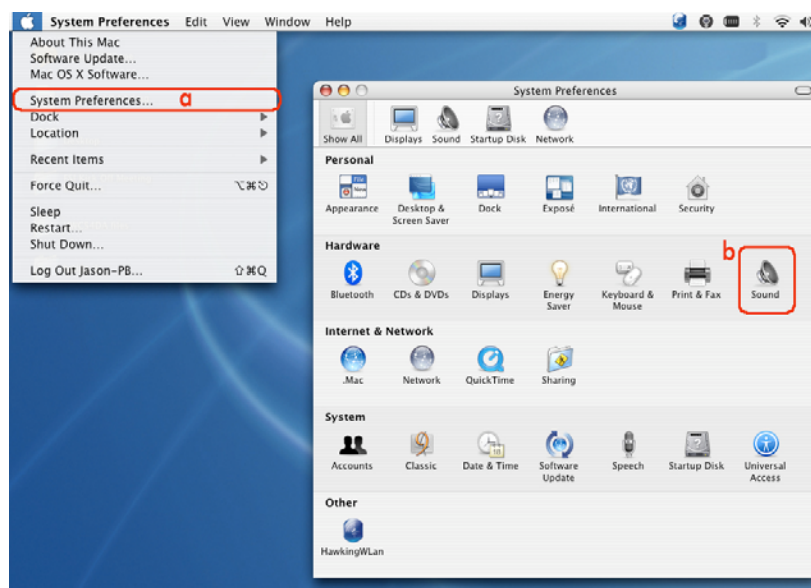 System Preferences Edit View Window Help
About This Mac
Software Update...
Mac OS X Software...
System Preferences... a
Dock
Location
Recent Items
Force Quit... ⌥⌘⎋
Sleep
Restart...
Shut Down...
Log Out Jason-PB... ⇧⌘Q
System Preferences
Show All Displays Sound Startup Disk Network
Personal
Appearance Desktop & Screen Saver Dock Exposé International Security
Hardware
b
Bluetooth CDs & DVDs Displays Energy Saver Keyboard & Mouse Print & Fax Sound
Internet & Network
.Mac Network QuickTime Sharing
System
Accounts Classic Date & Time Software Update Speech Startup Disk Universal Access
Other
HawkingWLan